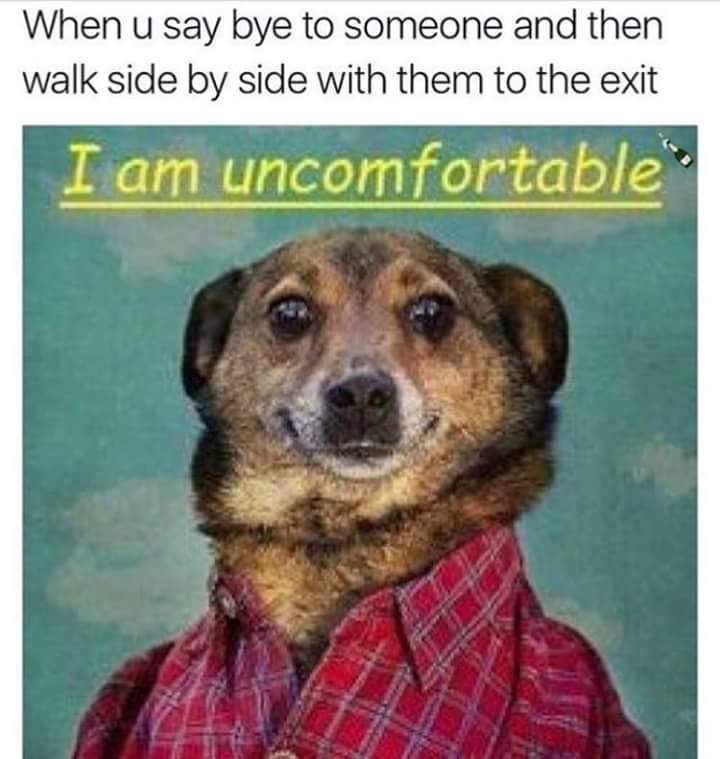 When u say bye to someone and then
walk side by side with them to the exit
I am uncomfortable